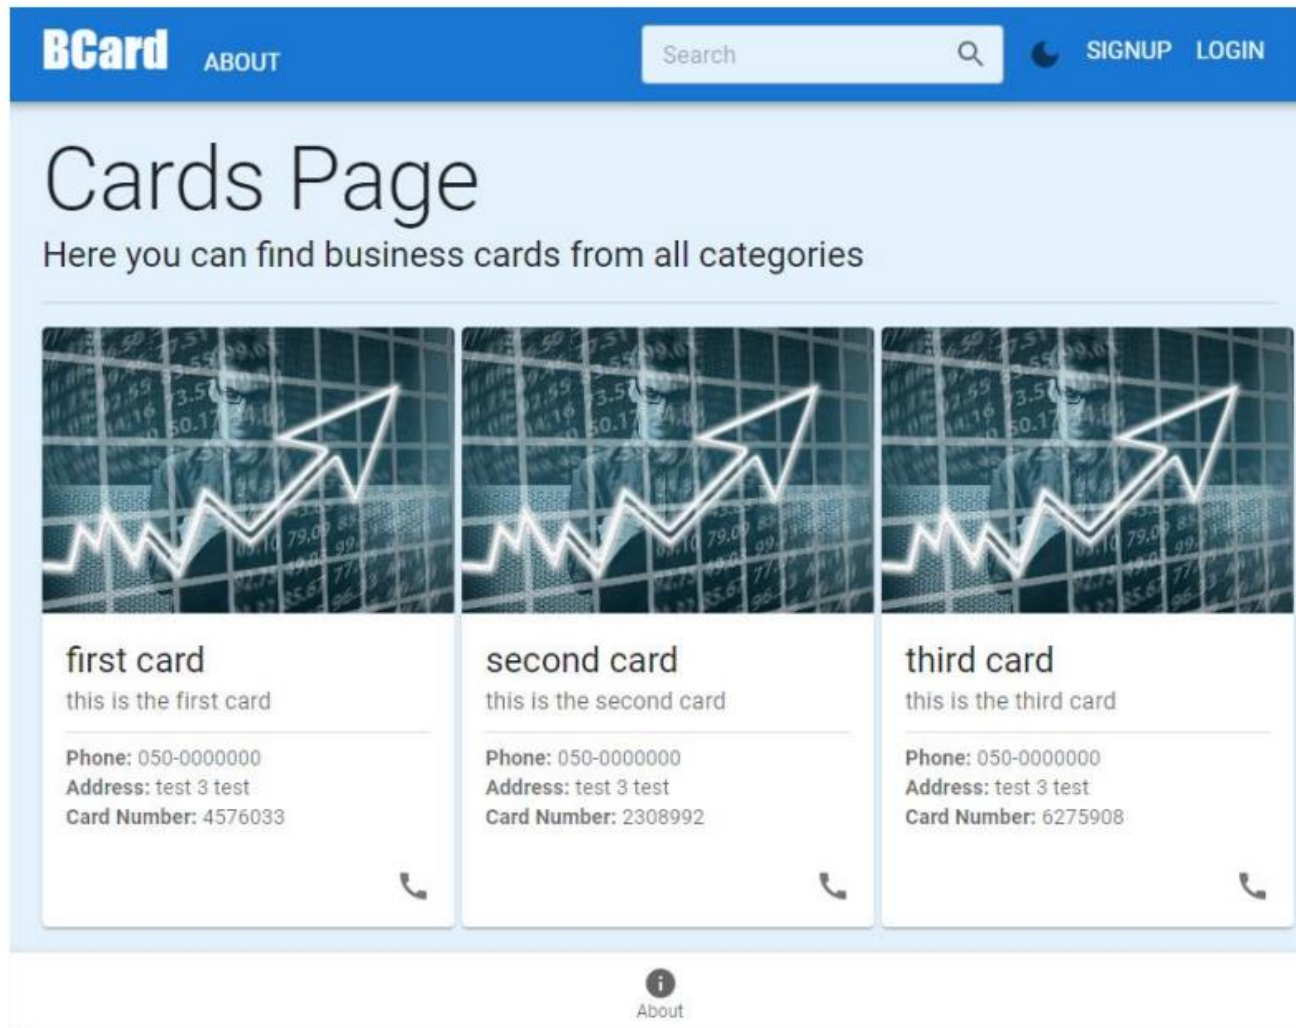 BCard ABOUT Search SIGNUP LOGIN
Cards Page
Here you can find business cards from all categories
first card
this is the first card
Phone: 050-0000000
Address: test 3 test
Card Number: 4576033
second card
this is the second card
Phone: 050-0000000
Address: test 3 test
Card Number: 2308992
third card
this is the third card
Phone: 050-0000000
Address: test 3 test
Card Number: 6275908
About